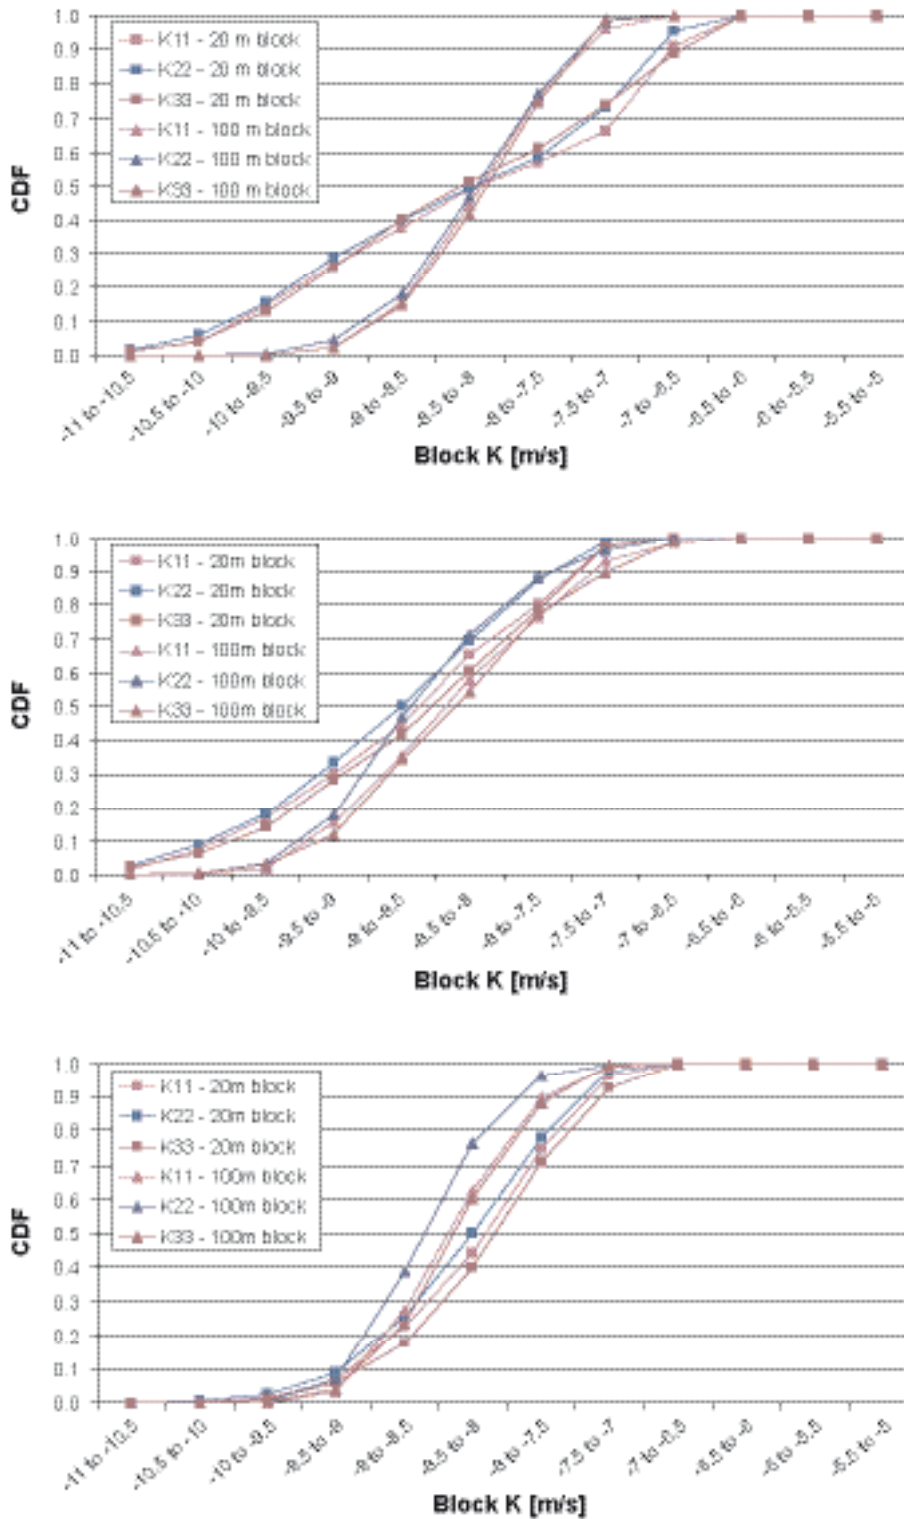 1.0
0.9
0.8
0.7
0.6
0.5
0.4
0.3
0.2
0.1
0.0
CDF
K11 - 20 m block
K22 - 20 m block
K33 - 20 m block
K11 - 100 m block
K22 - 100 m block
K33 - 100 m block
-11 to -10.5
-10.5 to -10
-10 to -9.5
-9.5 to -9
-9 to -8.5
-8.5 to -8
-8 to -7.5
-7.5 to -7
-7 to -6.5
-6.5 to -6
-6 to -5.5
-5.5 to -5
Block K [m/s]
1.0
0.9
0.8
0.7
0.6
0.5
0.4
0.3
0.2
0.1
0.0
CDF
K11 - 20m block
K22 - 20m block
K33 - 20m block
K11 - 100m block
K22 - 100m block
K33 - 100m block
-11 to -10.5
-10.5 to -10
-10 to -9.5
-9.5 to -9
-9 to -8.5
-8.5 to -8
-8 to -7.5
-7.5 to -7
-7 to -6.5
-6.5 to -6
-6 to -5.5
-5.5 to -5
Block K [m/s]
1.0
0.9
0.8
0.7
0.6
0.5
0.4
0.3
0.2
0.1
0.0
CDF
K11 - 20m block
K22 - 20m block
K33 - 20m block
K11 - 100m block
K22 - 100m block
K33 - 100m block
-11 to -10.5
-10.5 to -10
-10 to -9.5
-9.5 to -9
-9 to -8.5
-8.5 to -8
-8 to -7.5
-7.5 to -7
-7 to -6.5
-6.5 to -6
-6 to -5.5
-5.5 to -5
Block K [m/s]